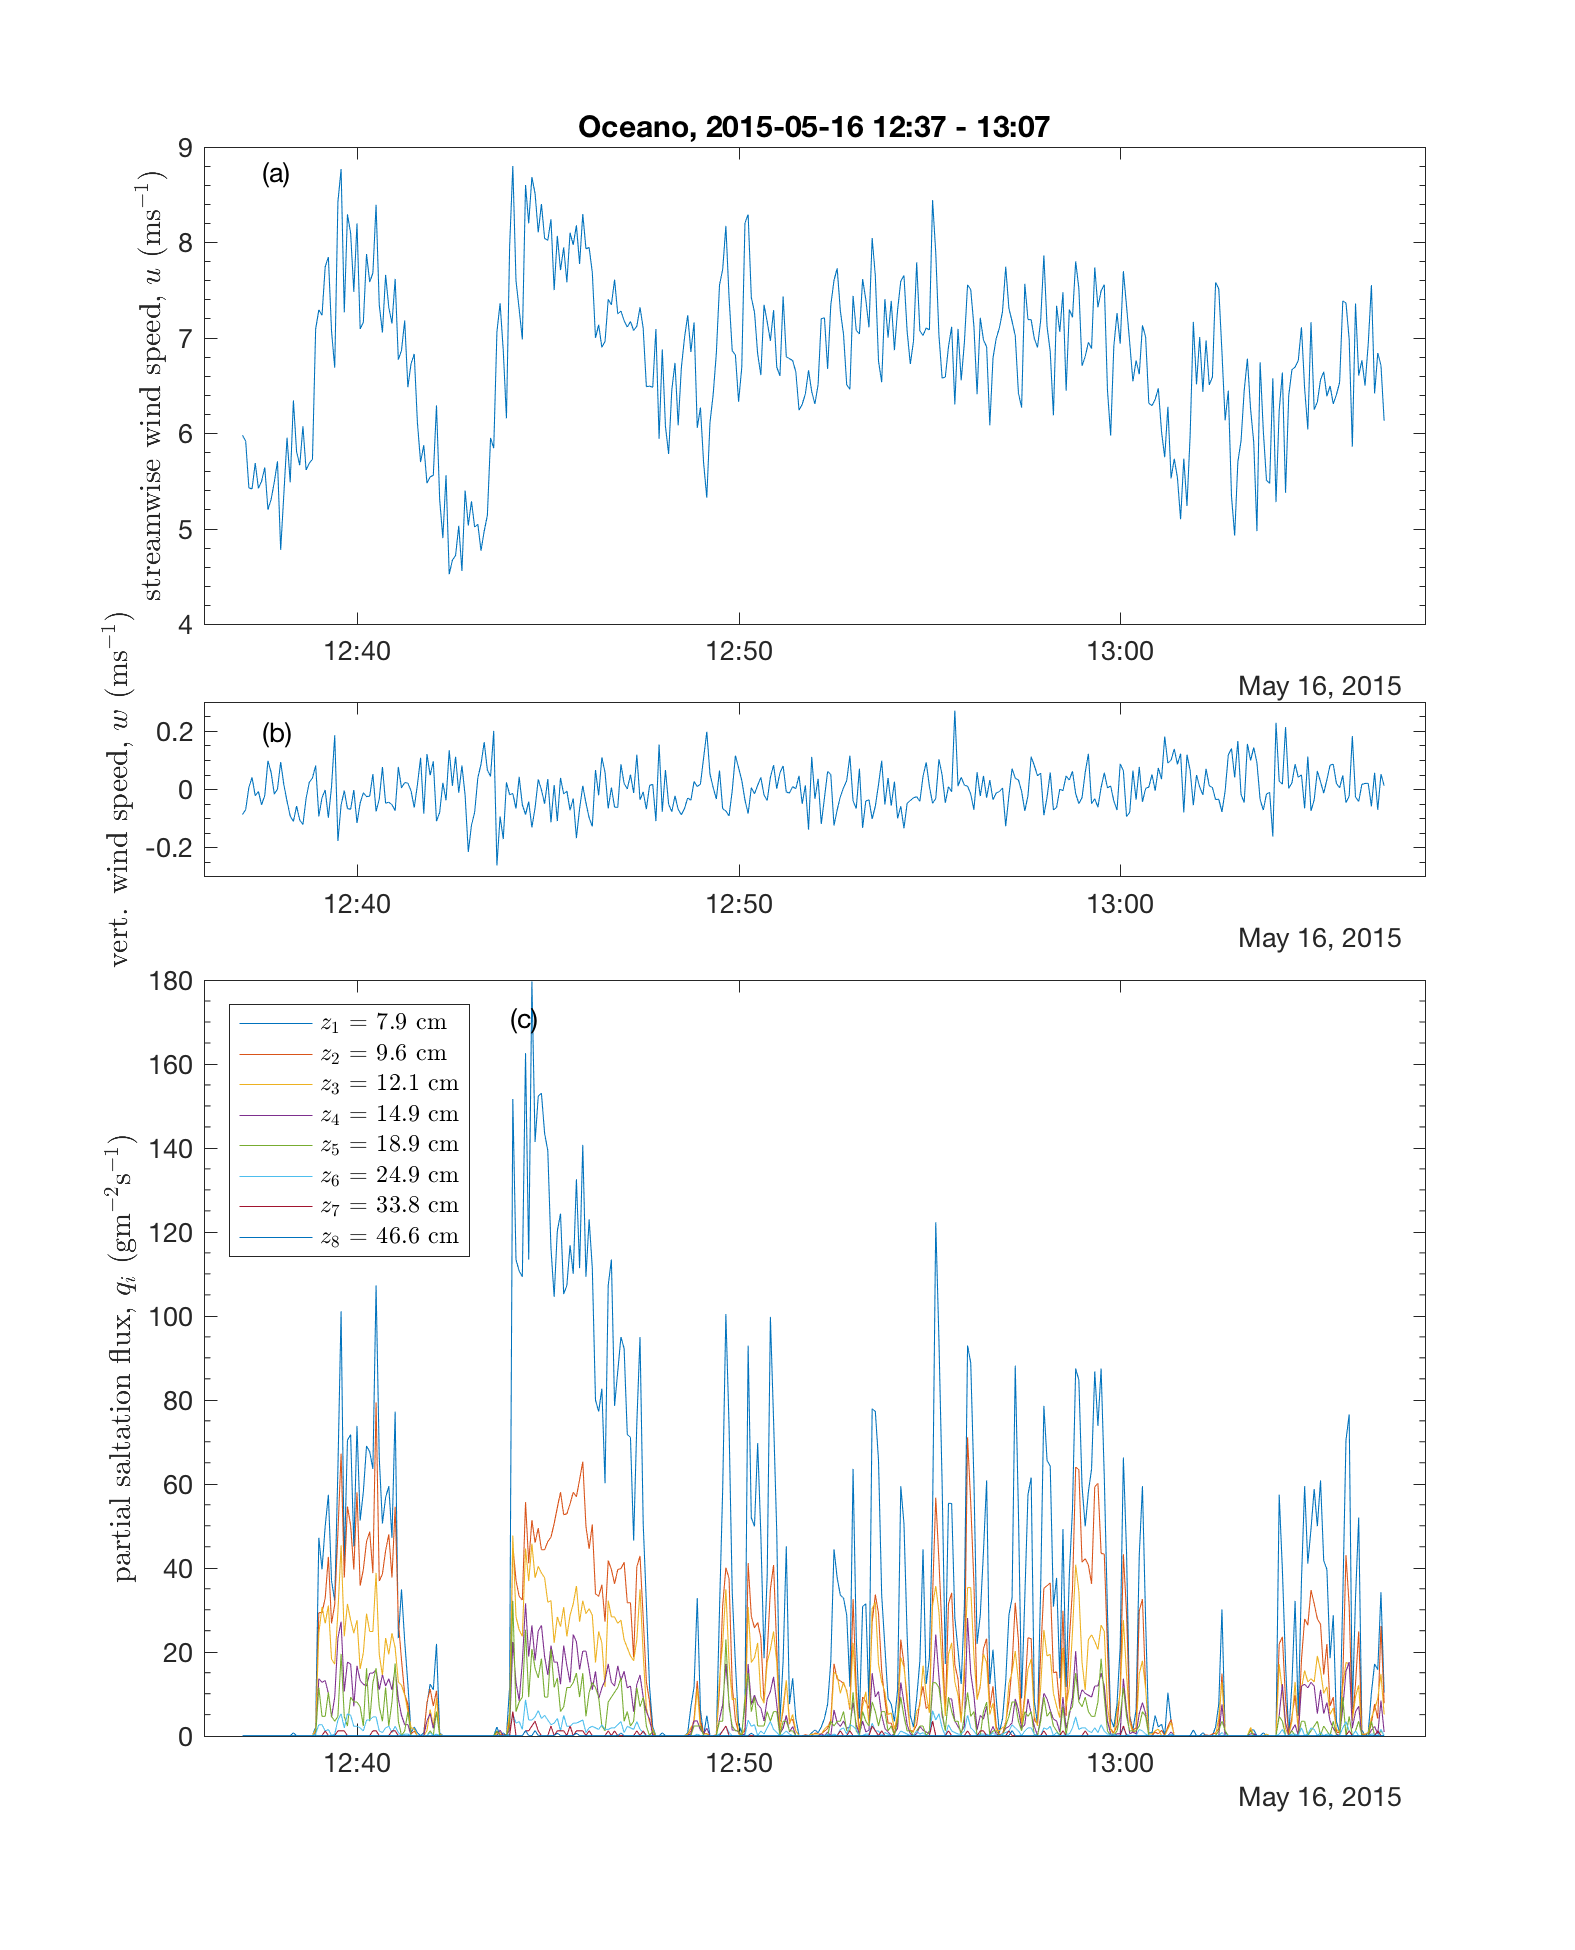 Oceano, 2015-05-16 12:37 - 13:07
(a)
streamwise wind speed, u (ms⁻¹)
9
8
7
6
5
4
12:40 12:50 13:00
May 16, 2015
(b)
vert. wind speed, w (ms⁻¹)
0.2
0
-0.2
12:40 12:50 13:00
May 16, 2015
(c)
partial saltation flux, qᵢ (gm⁻²s⁻¹)
180
160
140
120
100
80
60
40
20
0
z₁ = 7.9 cm
z₂ = 9.6 cm
z₃ = 12.1 cm
z₄ = 14.9 cm
z₅ = 18.9 cm
z₆ = 24.9 cm
z₇ = 33.8 cm
z₈ = 46.6 cm
12:40 12:50 13:00
May 16, 2015